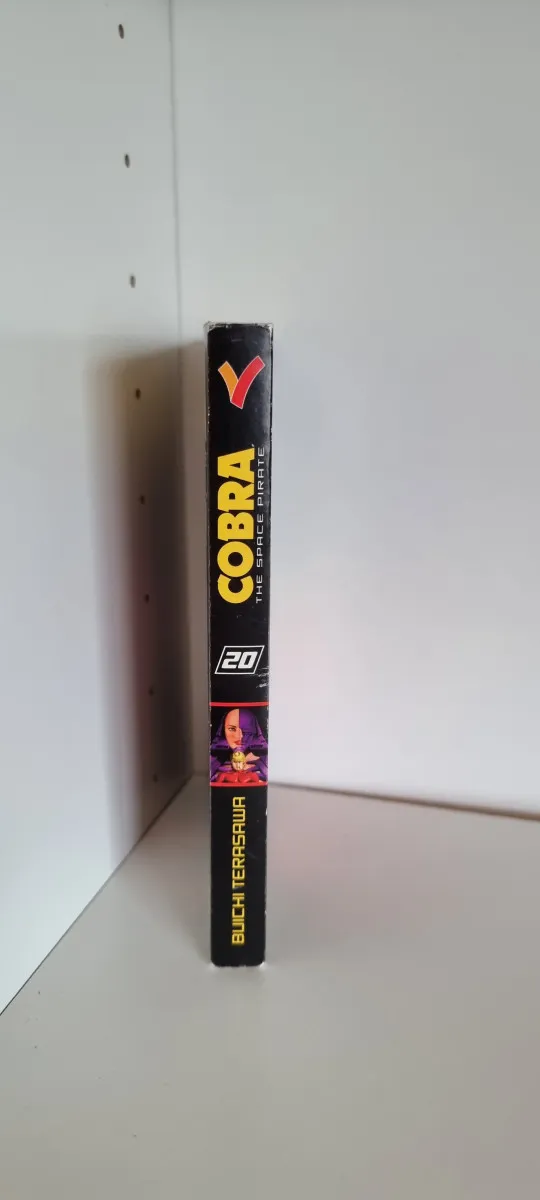 COBRA
THE SPACE PIRATE
20
BUICHI TERASAWA